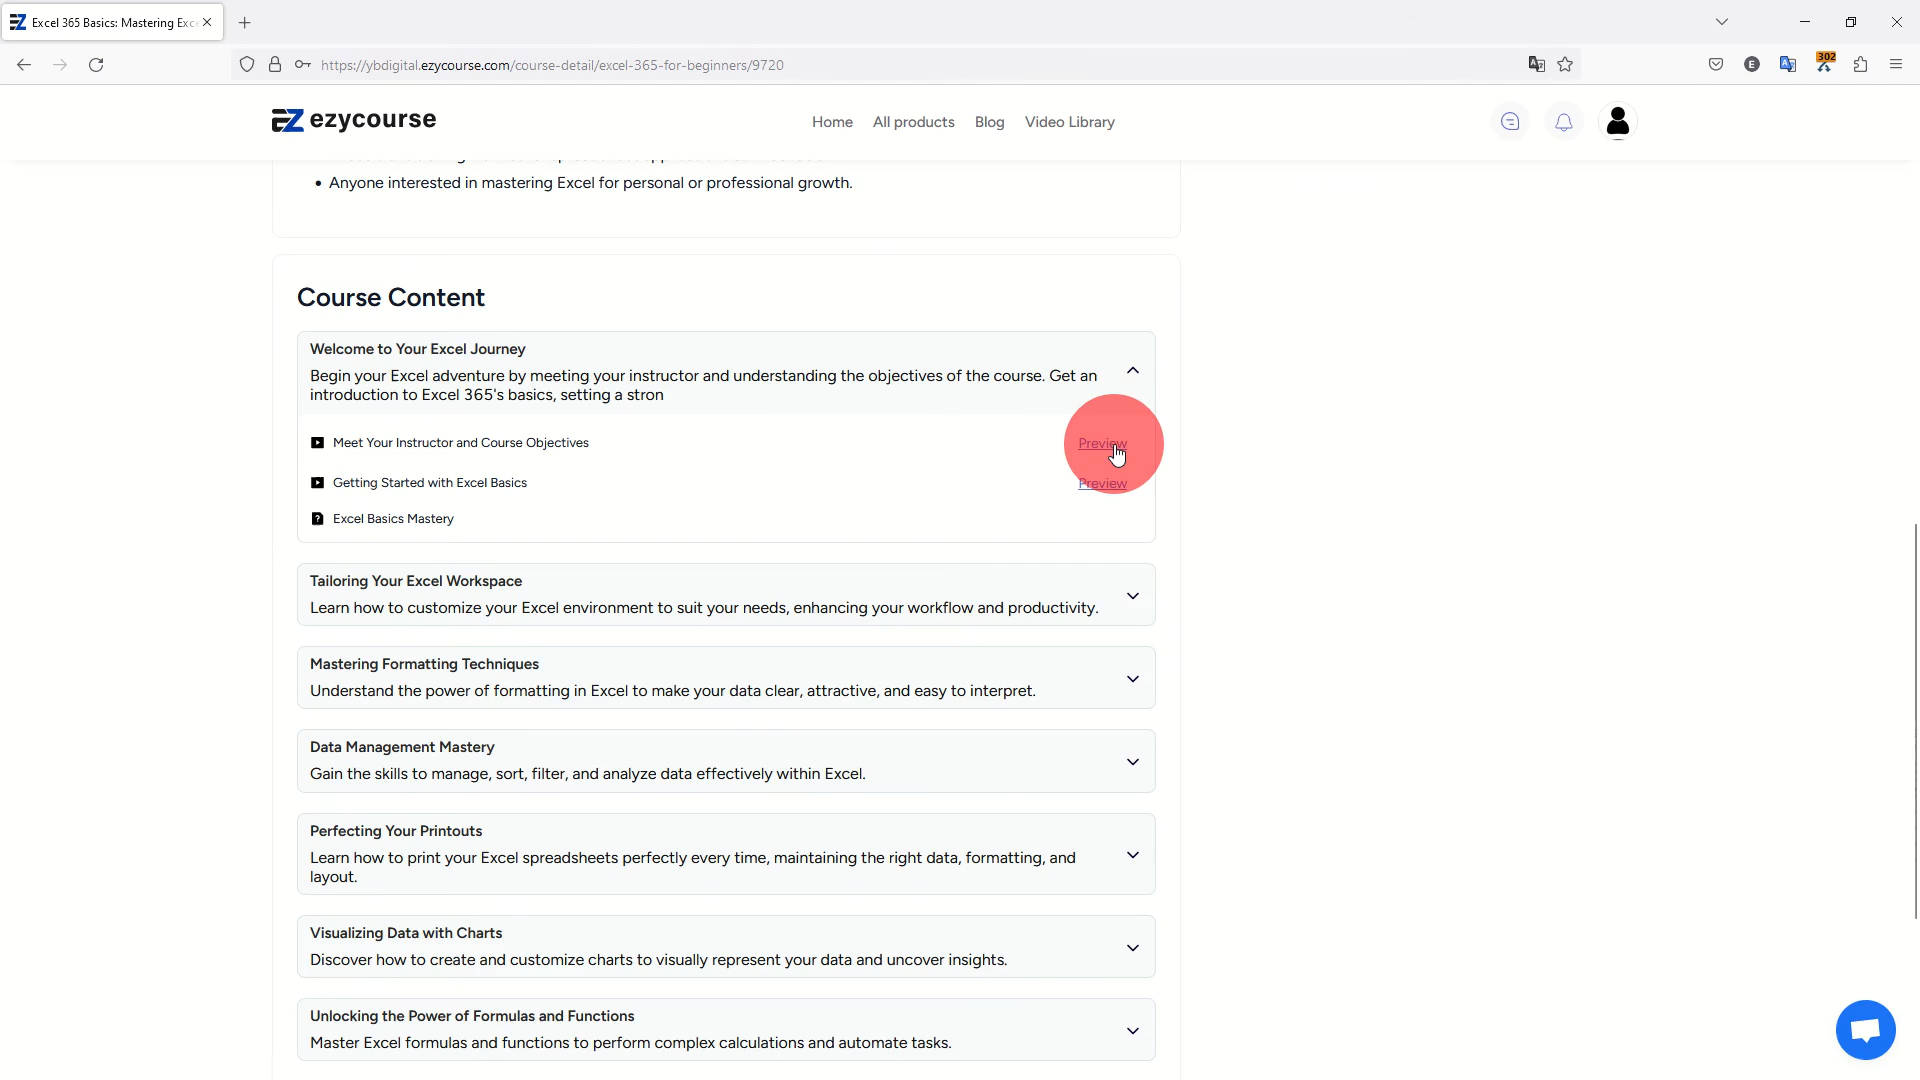 Excel 365 Basics: Mastering Exc
https://ybdigital.ezycourse.com/course-detail/excel-365-for-beginners/9720
E
302
ezycourse
Home All products Blog Video Library
• Anyone interested in mastering Excel for personal or professional growth.
Course Content
Welcome to Your Excel Journey
Begin your Excel adventure by meeting your instructor and understanding the objectives of the course. Get an
introduction to Excel 365's basics, setting a stron
Meet Your Instructor and Course Objectives Preview
Getting Started with Excel Basics Preview
Excel Basics Mastery
Tailoring Your Excel Workspace
Learn how to customize your Excel environment to suit your needs, enhancing your workflow and productivity.
Mastering Formatting Techniques
Understand the power of formatting in Excel to make your data clear, attractive, and easy to interpret.
Data Management Mastery
Gain the skills to manage, sort, filter, and analyze data effectively within Excel.
Perfecting Your Printouts
Learn how to print your Excel spreadsheets perfectly every time, maintaining the right data, formatting, and
layout.
Visualizing Data with Charts
Discover how to create and customize charts to visually represent your data and uncover insights.
Unlocking the Power of Formulas and Functions
Master Excel formulas and functions to perform complex calculations and automate tasks.